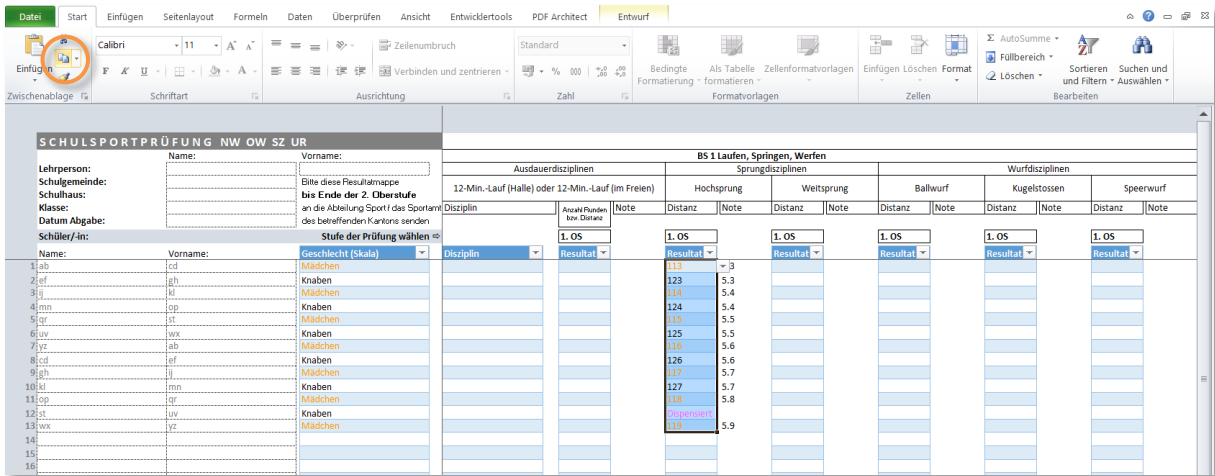 Datei Start Einfügen Seitenlayout Formeln Daten Überprüfen Ansicht Entwicklertools PDF Architect Entwurf
Calibri 11 A A Zeilenumbruch Standard Σ AutoSumme
Einfügen F K U A Verbinden und zentrieren % 000 Bedingte Formatierung Als Tabelle formatieren Zellenformatvorlagen Einfügen Löschen Format Füllbereich Löschen Sortieren und Filtern Suchen und Auswählen
Zwischenablage Schriftart Ausrichtung Zahl Formatvorlagen Zellen Bearbeiten
SCHULSPORTPRÜFUNG NW OW SZ UR
Name: Vorname: BS 1 Laufen, Springen, Werfen
Lehrperson: Ausdauerdisziplinen Sprungdisziplinen Wurfdisziplinen
Schulgemeinde: Bitte diese Resultatmappe
Schulhaus: bis Ende der 2. Oberstufe 12-Min.-Lauf (Halle) oder 12-Min.-Lauf (im Freien) Hochsprung Weitsprung Ballwurf Kugelstossen Speerwurf
Klasse: an die Abteilung Sport / das Sportamt Disziplin Anzahl Runden bzw. Distanz Note Distanz Note Distanz Note Distanz Note Distanz Note Distanz Note
Datum Abgabe: des betreffenden Kantons senden
Schüler/-in: Stufe der Prüfung wählen ⇨ 1. OS 1. OS 1. OS 1. OS 1. OS 1. OS
Name: Vorname: Geschlecht (Skala) Disziplin Resultat Resultat Resultat Resultat Resultat Resultat
1 ab cd Mädchen 113 3
2 ef gh Knaben 123 5.3
3 ij kl Mädchen 114 5.4
4 mn op Knaben 124 5.4
5 qr st Mädchen 115 5.5
6 uv wx Knaben 125 5.5
7 yz ab Mädchen 116 5.6
8 cd ef Knaben 126 5.6
9 gh ij Mädchen 117 5.7
10 kl mn Knaben 127 5.7
11 op qr Mädchen 118 5.8
12 st uv Knaben Dispensiert
13 wx yz Mädchen 119 5.9
14
15
16